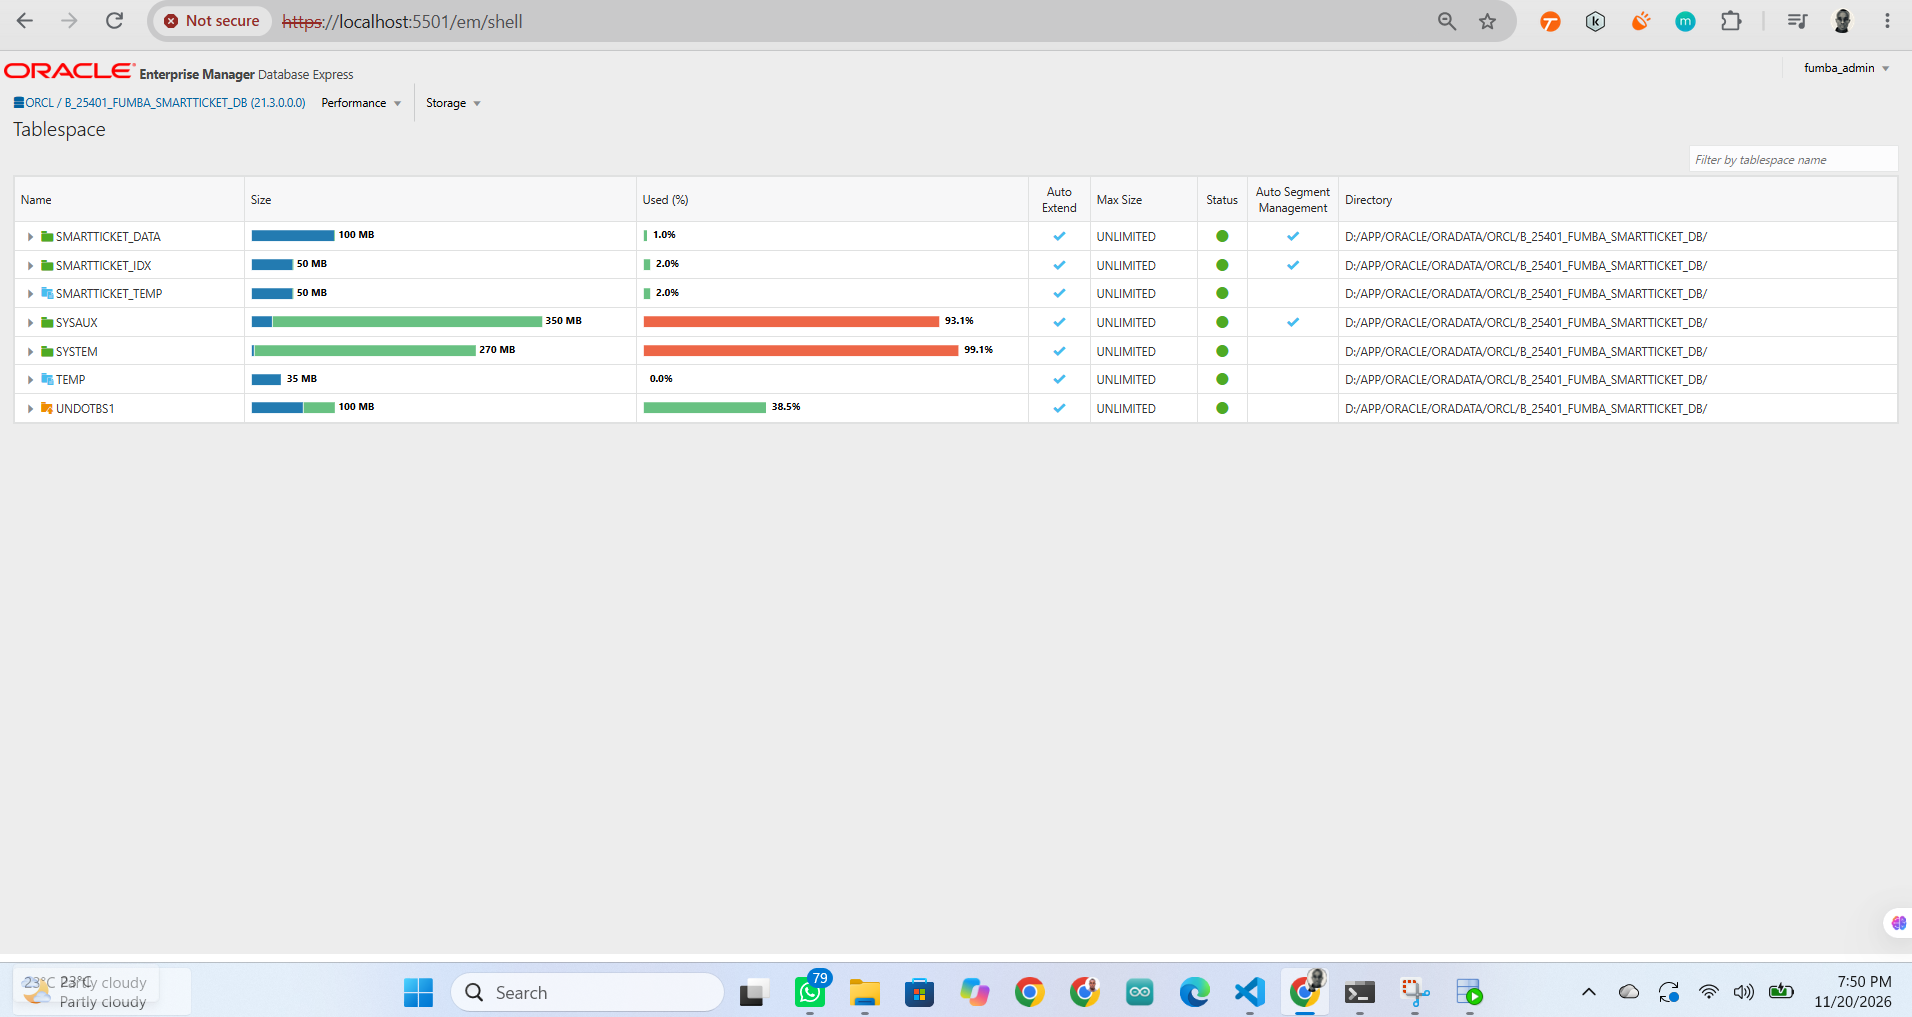 Not secure https://localhost:5501/em/shell
ORACLE Enterprise Manager Database Express
fumba_admin
ORCL / B_25401_FUMBA_SMARTTICKET_DB (21.3.0.0.0) Performance Storage
Tablespace
Filter by tablespace name
Name Size Used (%) Auto Extend Max Size Status Auto Segment Management Directory
SMARTTICKET_DATA 100 MB 1.0% UNLIMITED D:/APP/ORACLE/ORADATA/ORCL/B_25401_FUMBA_SMARTTICKET_DB/
SMARTTICKET_IDX 50 MB 2.0% UNLIMITED D:/APP/ORACLE/ORADATA/ORCL/B_25401_FUMBA_SMARTTICKET_DB/
SMARTTICKET_TEMP 50 MB 2.0% UNLIMITED D:/APP/ORACLE/ORADATA/ORCL/B_25401_FUMBA_SMARTTICKET_DB/
SYSAUX 350 MB 93.1% UNLIMITED D:/APP/ORACLE/ORADATA/ORCL/B_25401_FUMBA_SMARTTICKET_DB/
SYSTEM 270 MB 99.1% UNLIMITED D:/APP/ORACLE/ORADATA/ORCL/B_25401_FUMBA_SMARTTICKET_DB/
TEMP 35 MB 0.0% UNLIMITED D:/APP/ORACLE/ORADATA/ORCL/B_25401_FUMBA_SMARTTICKET_DB/
UNDOTBS1 100 MB 38.5% UNLIMITED D:/APP/ORACLE/ORADATA/ORCL/B_25401_FUMBA_SMARTTICKET_DB/
23°C 23°C Partly cloudy
Partly cloudy
Search
79
7:50 PM
11/20/2026